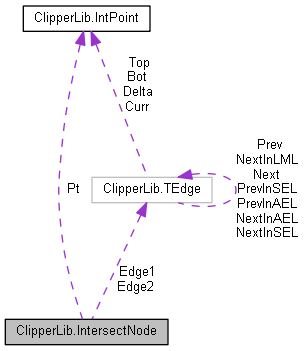 ClipperLib.IntPoint
Top
Bot
Delta
Curr
Prev
NextInLML
Next
PrevInSEL
PrevInAEL
NextInAEL
NextInSEL
Pt
ClipperLib.TEdge
Edge1
Edge2
ClipperLib.IntersectNode